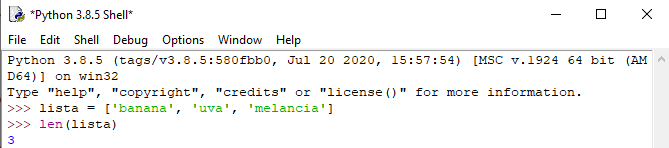 *Python 3.8.5 Shell*
File Edit Shell Debug Options Window Help
Python 3.8.5 (tags/v3.8.5:580fbb0, Jul 20 2020, 15:57:54) [MSC v.1924 64 bit (AM
D64)] on win32
Type "help", "copyright", "credits" or "license()" for more information.
>>> lista = ['banana', 'uva', 'melancia']
>>> len(lista)
3